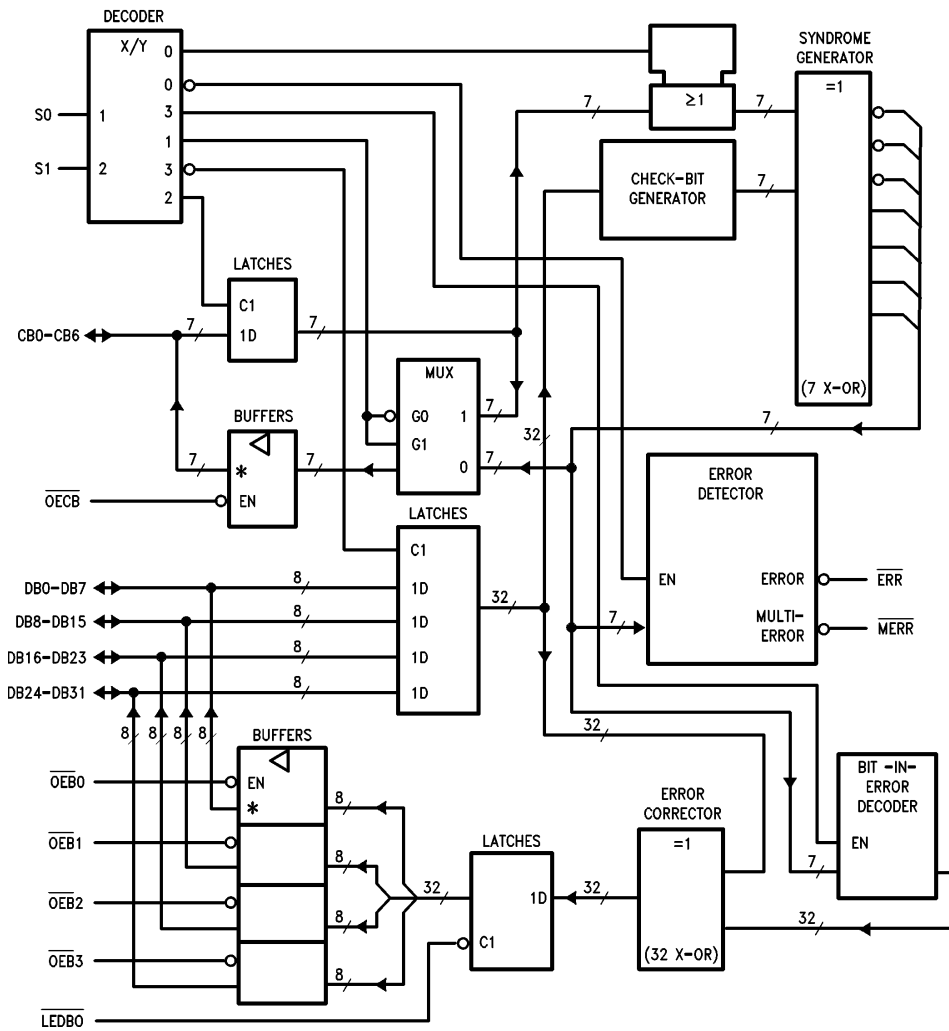 DECODER
X/Y
0
0
3
1
3
2
S0
1
S1
2
≥1
7
7
SYNDROME
GENERATOR
=1
(7 X-OR)
CHECK-BIT
GENERATOR
7
LATCHES
C1
1D
CB0-CB6
7
7
MUX
G0
G1
1
0
7
7
32
7
BUFFERS
*
EN
7
7
OECB
ERROR
DETECTOR
EN
ERROR
MULTI-
ERROR
ERR
MERR
7
LATCHES
C1
1D
1D
1D
1D
DB0-DB7
DB8-DB15
DB16-DB23
DB24-DB31
8
8
8
8
32
8
8
8
8
32
BUFFERS
EN
*
OEB0
OEB1
OEB2
OEB3
LEDBO
8
8
8
8
32
LATCHES
1D
C1
32
ERROR
CORRECTOR
=1
(32 X-OR)
BIT -IN-
ERROR
DECODER
EN
7
32